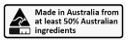 Made in Australia from
at least 50% Australian
ingredients